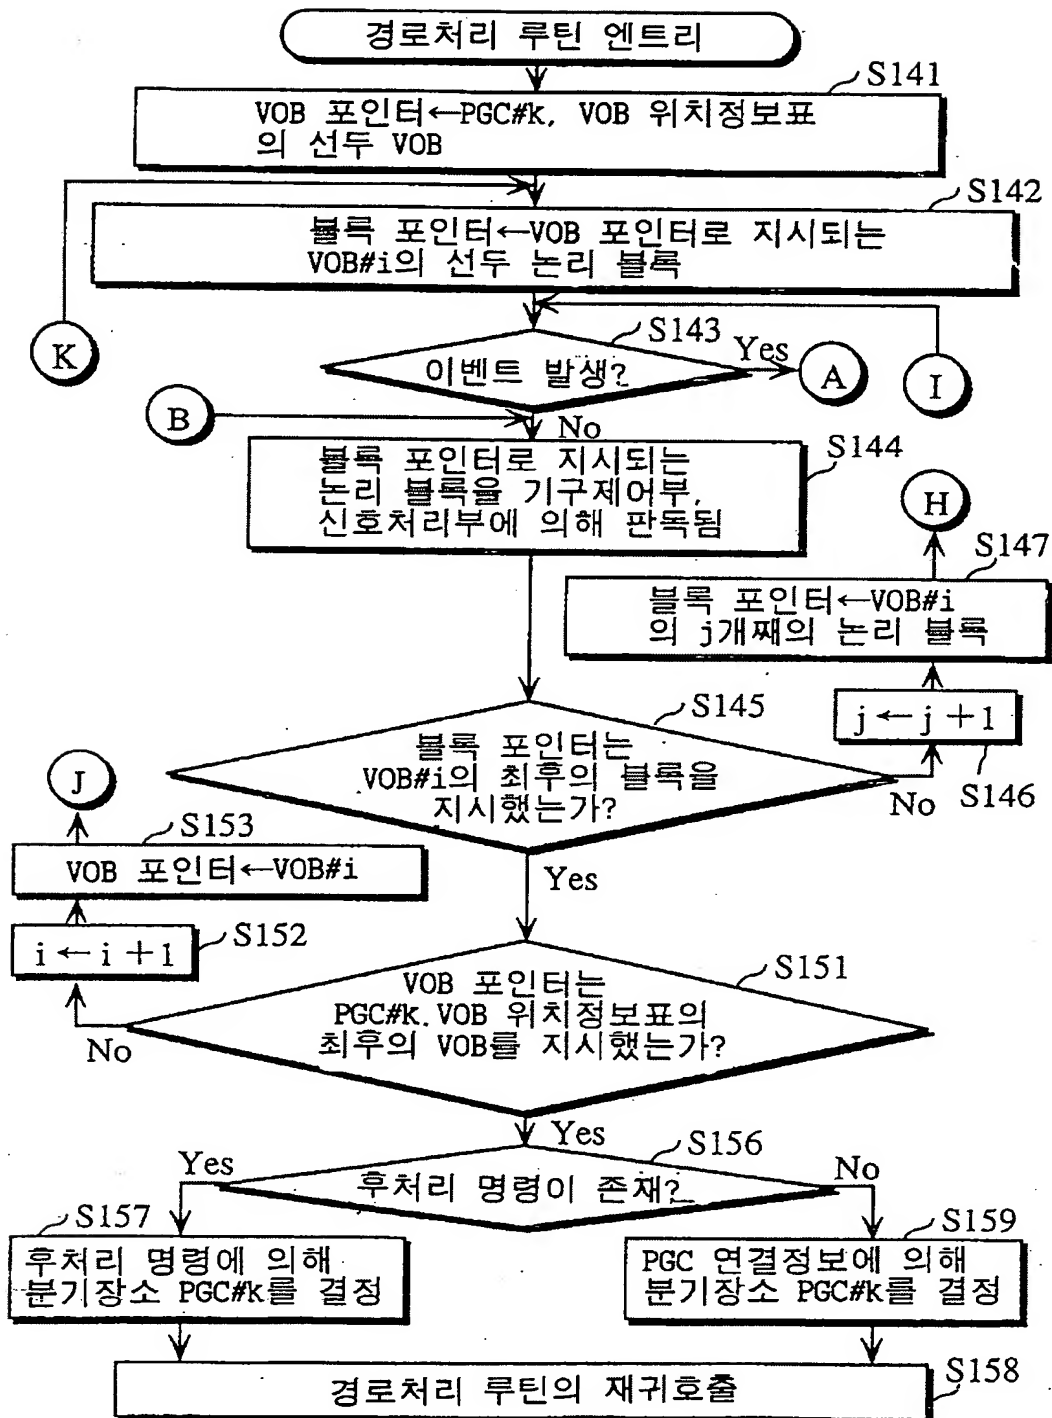 경로처리 루틴 엔트리
S141
VOB 포인터←PGC#k, VOB 위치정보표
의 선두 VOB
S142
블록 포인터←VOB 포인터로 지시되는
VOB#i의 선두 논리 블록
K
S143
이벤트 발생?
Yes
A
I
B
No
S144
블록 포인터로 지시되는
논리 블록을 기구제어부,
신호처리부에 의해 판독됨
H
S147
블록 포인터←VOB#i
의 j개째의 논리 블록
S145
j←j+1
S146
블록 포인터는
VOB#i의 최후의 블록을
지시했는가?
No
J
S153
VOB 포인터←VOB#i
Yes
S152
i←i+1
S151
VOB 포인터는
PGC#k.VOB 위치정보표의
최후의 VOB를 지시했는가?
No
Yes
S156
후처리 명령이 존재?
Yes
No
S157
후처리 명령에 의해
분기장소 PGC#k를 결정
S159
PGC 연결정보에 의해
분기장소 PGC#k를 결정
S158
경로처리 루틴의 재귀호출